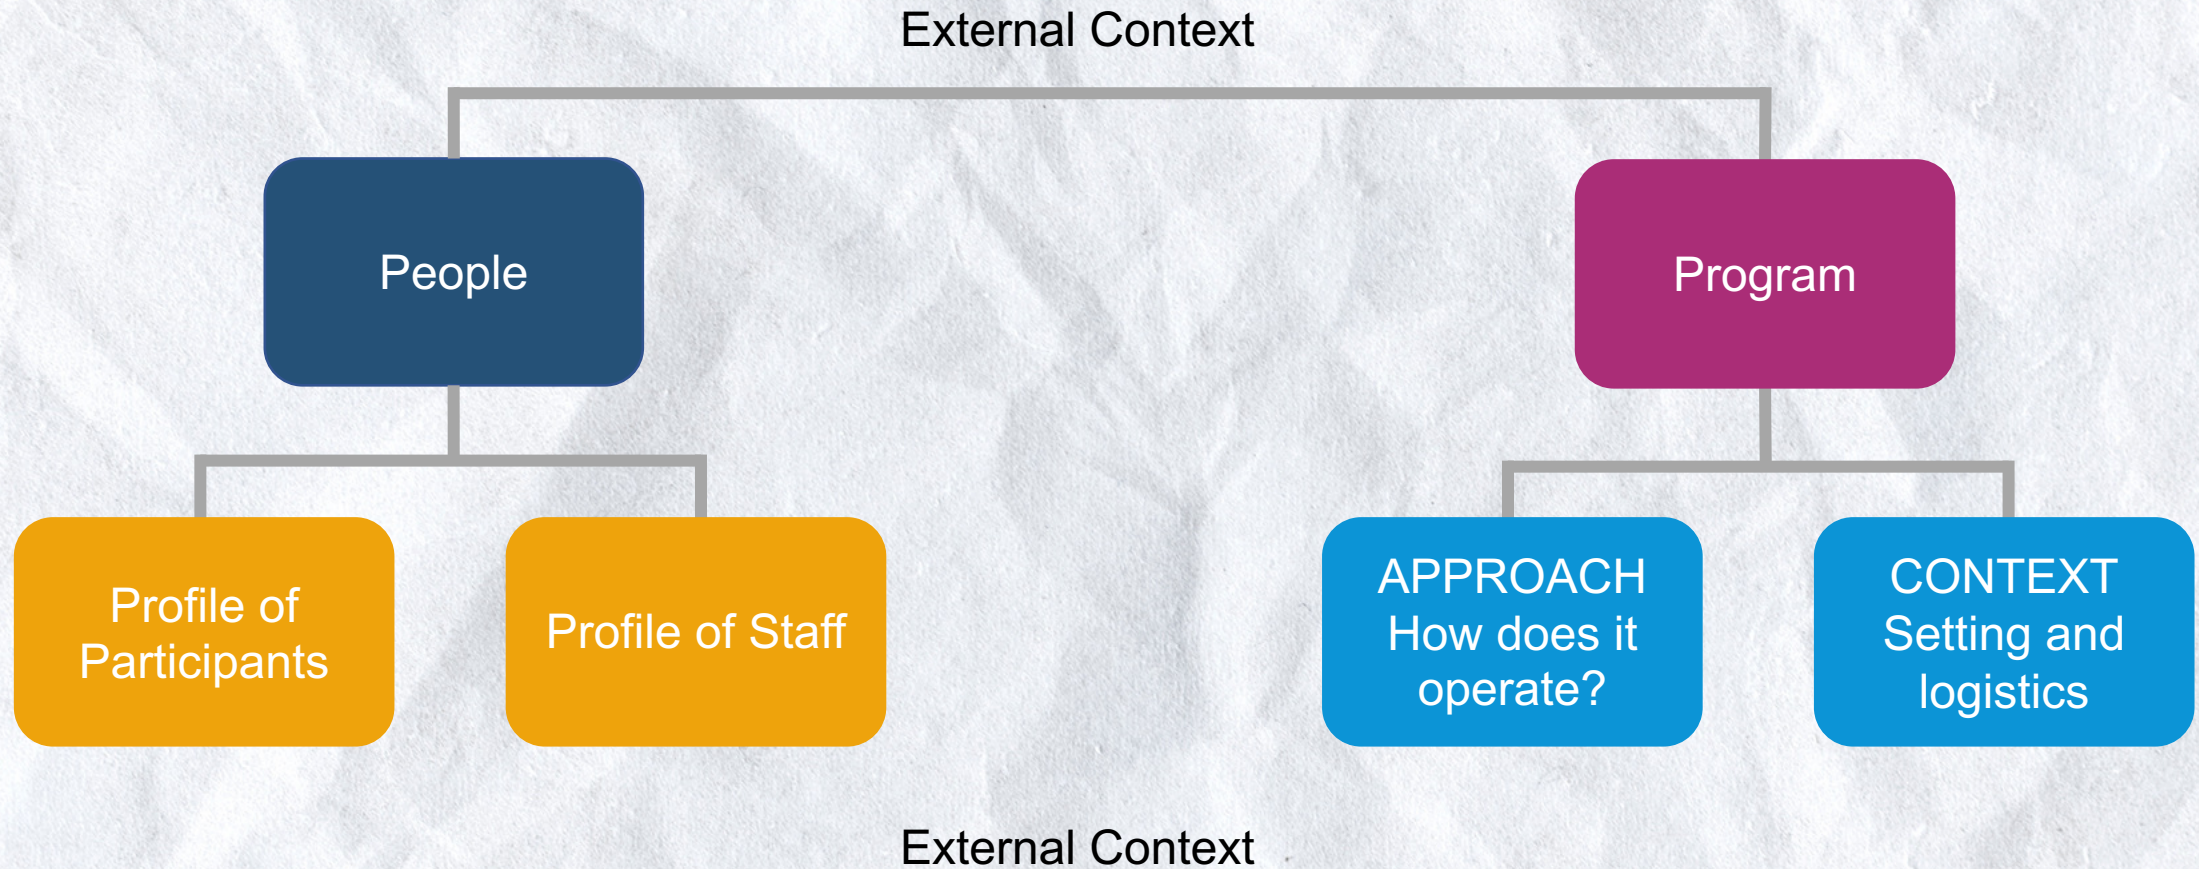 External Context
People
Program
Profile of
Participants
Profile of Staff
APPROACH
How does it
operate?
CONTEXT
Setting and
logistics
External Context